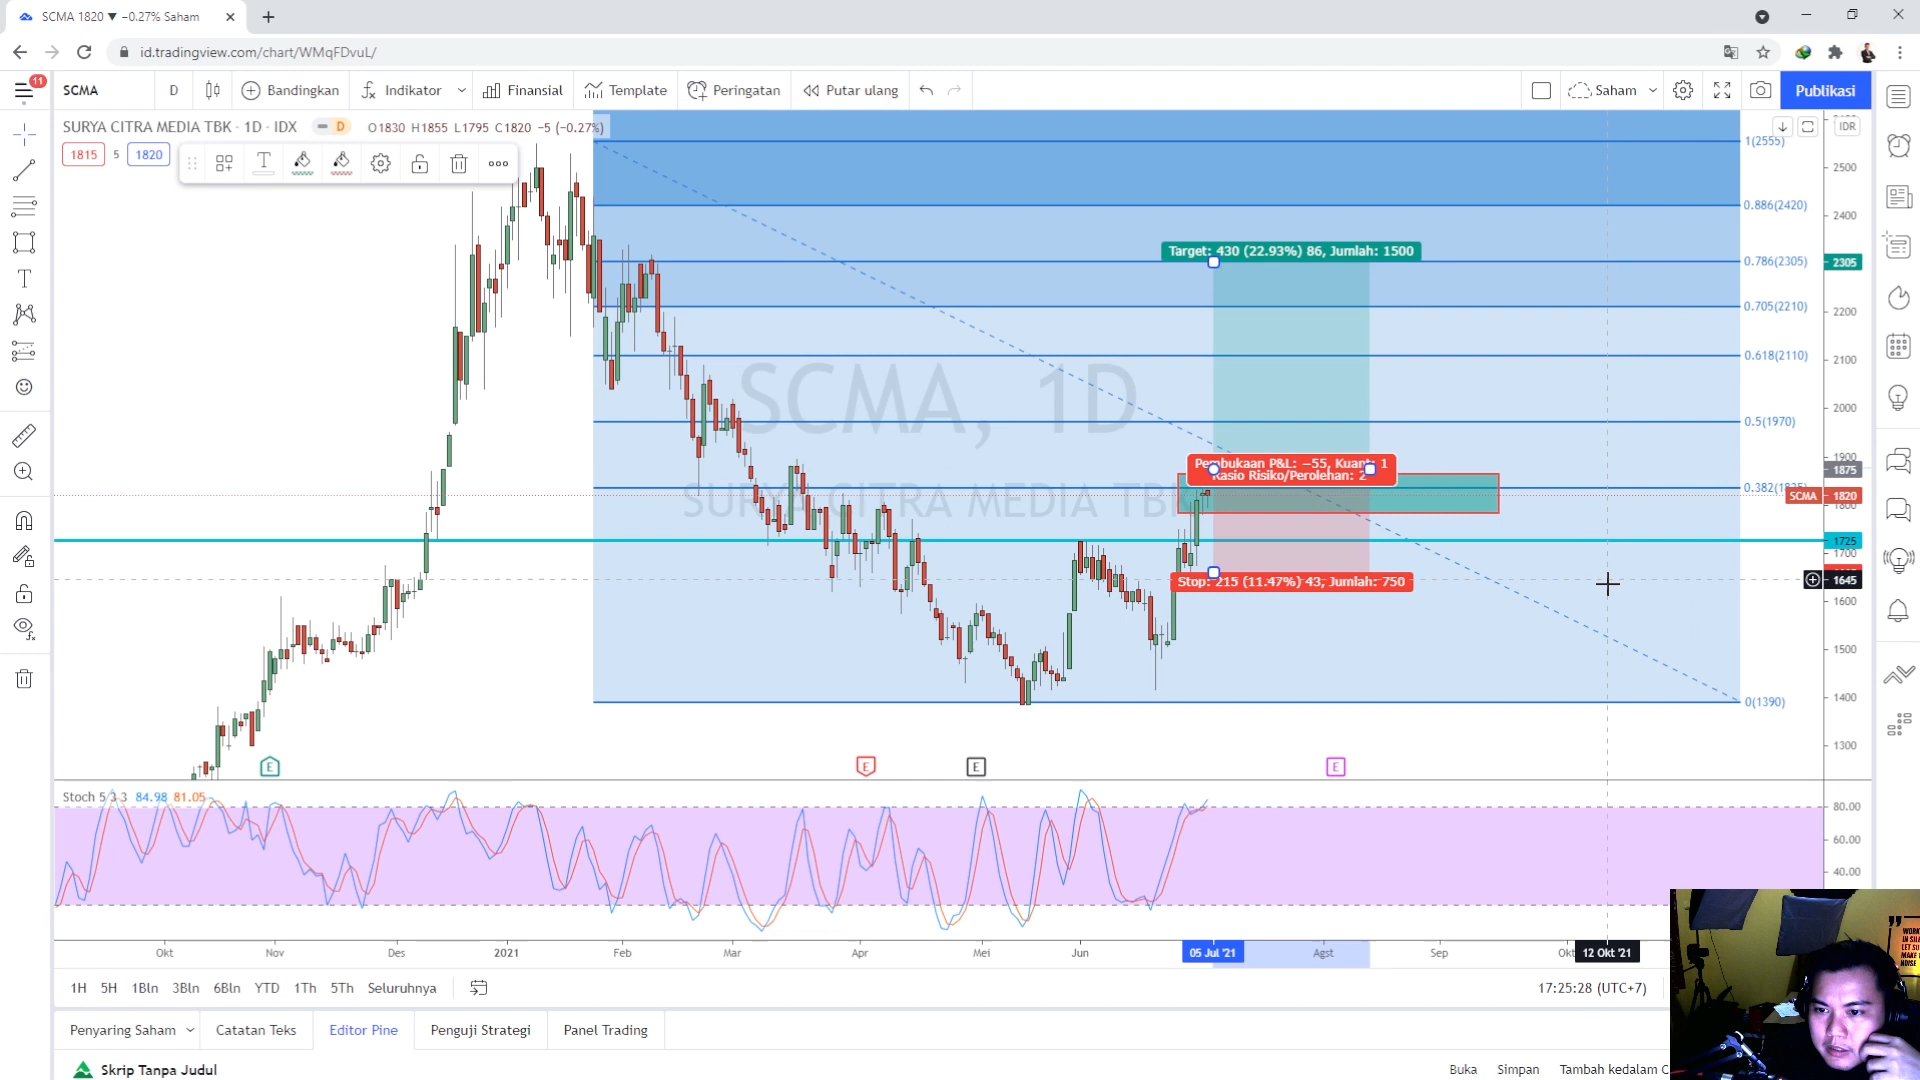 SCMA 1820 ▼ −0.27% Saham
id.tradingview.com/chart/WMqFDvuL/
11
SCMA
D
Bandingkan
Indikator
Finansial
Template
Peringatan
Putar ulang
Saham
Publikasi
SURYA CITRA MEDIA TBK · 1D · IDX
D
O1830 H1855 L1795 C1820 −5 (−0.27%)
1815
5
1820
IDR
1(2555)
0.886(2420)
0.786(2305)
0.705(2210)
0.618(2110)
0.5(1970)
0(1390)
Target: 430 (22.93%) 86, Jumlah: 1500
Stop: 215 (11.47%) 43, Jumlah: 750
SCMA, 1D
SURYA CITRA MEDIA TBK
2500
2400
2305
2200
2100
2000
1900
1875
SCMA 1820
1800
1725
1700
1645
1600
1500
1400
1300
E
E
E
E
Stoch 5 3 3 84.98 81.05
80.00
60.00
40.00
Okt
Nov
Des
2021
Feb
Mar
Apr
Mei
Jun
05 Jul '21
Agst
Sep
12 Okt '21
1H
5H
1Bln
3Bln
6Bln
YTD
1Th
5Th
Seluruhnya
17:25:28 (UTC+7)
Penyaring Saham
Catatan Teks
Editor Pine
Penguji Strategi
Panel Trading
Skrip Tanpa Judul
Buka
Simpan
Tambah kedalam